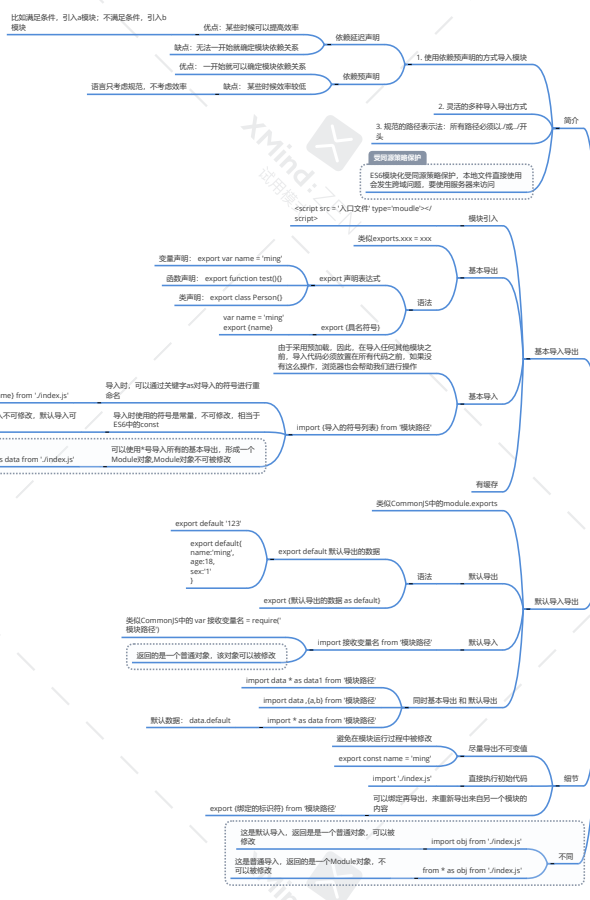 比如满足条件，引入a模块；不满足条件，引入b
模块
优点：某些时候可以提高效率
缺点：无法一开始就确定模块依赖关系
依赖延迟声明
优点： 一开始就可以确定模块依赖关系
语言只考虑规范，不考虑效率
缺点： 某些时候效率较低
依赖预声明
1. 使用依赖预声明的方式导入模块
2. 灵活的多种导入导出方式
3. 规范的路径表示法：所有路径必须以./或../开
头
受同源策略保护
ES6模块化受同源策略保护，本地文件直接使用
会发生跨域问题，要使用服务器来访问
简介
XMind: ZEN
试用模
<script src = '入口文件' type='moudle'></
script>
模块引入
类似exports.xxx = xxx
变量声明： export var name = 'ming'
函数声明： export function test(){}
类声明： export class Person{}
export 声明表达式
var name = 'ming'
export {name}
export {具名符号}
语法
基本导出
由于采用预加载，因此，在导入任何其他模块之
前，导入代码必须放置在所有代码之前，如果没
有这么操作，浏览器也会帮助我们进行操作
me} from './index.js'
导入时，可以通过关键字as对导入的符号进行重
命名
不可修改，默认导入可
导入时使用的符号是常量，不可修改，相当于
ES6中的const
s data from './index.js'
可以使用*号导入所有的基本导出，形成一个
Module对象,Module对象不可被修改
import {导入的符号列表} from '模块路径'
基本导入
有缓存
基本导入导出
类似CommonJS中的module.exports
export default '123'
export default{
name:'ming',
age:18,
sex:'1'
}
export default 默认导出的数据
export {默认导出的数据 as default}
语法
默认导出
类似CommonJS中的 var 接收变量名 = require('
模块路径')
返回的是一个普通对象，该对象可以被修改
import 接收变量名 from '模块路径'
默认导入
import data * as data1 from '模块路径'
import data ,{a,b} from '模块路径'
默认数据： data.default
import * as data from '模块路径'
同时基本导出 和 默认导出
默认导入导出
避免在模块运行过程中被修改
export const name = 'ming'
尽量导出不可变值
import './index.js'
直接执行初始代码
export {绑定的标识符} from '模块路径'
可以绑定再导出，来重新导出来自另一个模块的
内容
细节
这是默认导入，返回是是一个普通对象，可以被
修改
import obj from './index.js'
这是普通导入，返回的是一个Module对象，不
可以被修改
from * as obj from './index.js'
不同